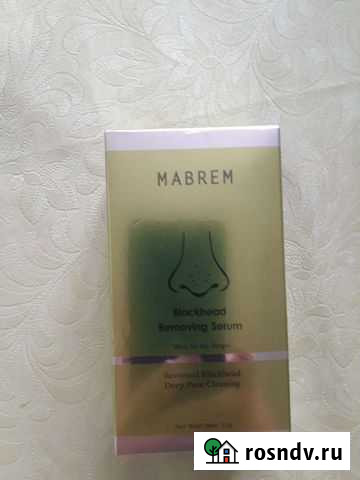 MABREM
Blackhead
Removing Serum
Removal Blackhead
Deep Pore Cleaning
rosndv.ru